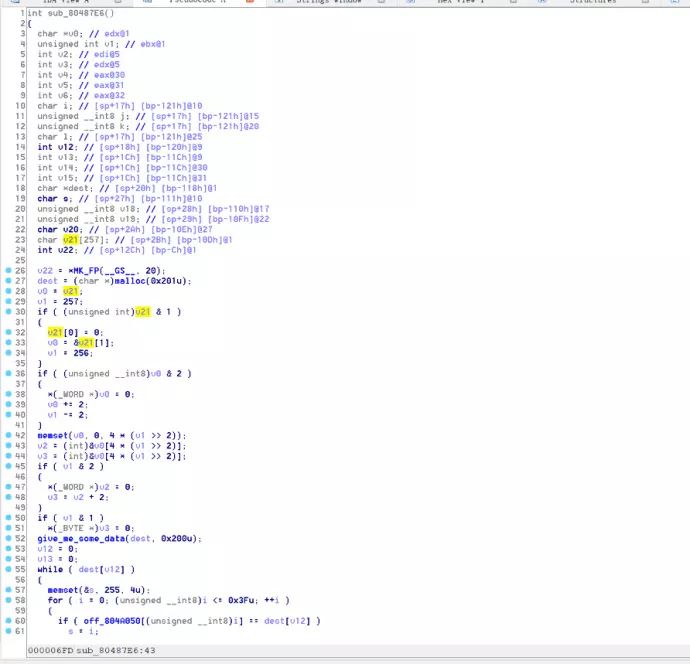 Pseudocode A
Strings window
Hex View 1
Structures
1 int sub_80487E6()
2 {
3 char *v0; // edx@1
4 unsigned int v1; // ebx@1
5 int v2; // edi@5
6 int v3; // edx@5
7 int v4; // eax@30
8 int v5; // eax@31
9 int v6; // eax@32
10 char i; // [sp+17h] [bp-121h]@10
11 unsigned __int8 j; // [sp+17h] [bp-121h]@15
12 unsigned __int8 k; // [sp+17h] [bp-121h]@20
13 char l; // [sp+17h] [bp-121h]@25
14 int v12; // [sp+18h] [bp-120h]@9
15 int v13; // [sp+1Ch] [bp-11Ch]@9
16 int v14; // [sp+1Ch] [bp-11Ch]@30
17 int v15; // [sp+1Ch] [bp-11Ch]@31
18 char *dest; // [sp+20h] [bp-118h]@1
19 char s; // [sp+27h] [bp-111h]@10
20 unsigned __int8 v18; // [sp+28h] [bp-110h]@17
21 unsigned __int8 v19; // [sp+29h] [bp-10Fh]@22
22 char v20; // [sp+2Ah] [bp-10Eh]@27
23 char v21[257]; // [sp+2Bh] [bp-10Dh]@1
24 int v22; // [sp+12Ch] [bp-Ch]@1
25
26 v22 = *MK_FP(__GS__, 20);
27 dest = (char *)malloc(0x201u);
28 v0 = v21;
29 v1 = 257;
30 if ( (unsigned int)v21 & 1 )
31 {
32 v21[0] = 0;
33 v0 = &v21[1];
34 v1 = 256;
35 }
36 if ( (unsigned __int8)v0 & 2 )
37 {
38 *(_WORD *)v0 = 0;
39 v0 += 2;
40 v1 -= 2;
41 }
42 memset(v0, 0, 4 * (v1 >> 2));
43 v2 = (int)&v0[4 * (v1 >> 2)];
44 v3 = (int)&v0[4 * (v1 >> 2)];
45 if ( v1 & 2 )
46 {
47 *(_WORD *)v2 = 0;
48 v3 = v2 + 2;
49 }
50 if ( v1 & 1 )
51 *(_BYTE *)v3 = 0;
52 give_me_some_data(dest, 0x200u);
53 v12 = 0;
54 v13 = 0;
55 while ( dest[v12] )
56 {
57 memset(&s, 255, 4u);
58 for ( i = 0; (unsigned __int8)i <= 0x3Fu; ++i )
59 {
60 if ( off_804A050[(unsigned __int8)i] == dest[v12] )
61 s = i;
000006FD sub_80487E6:43